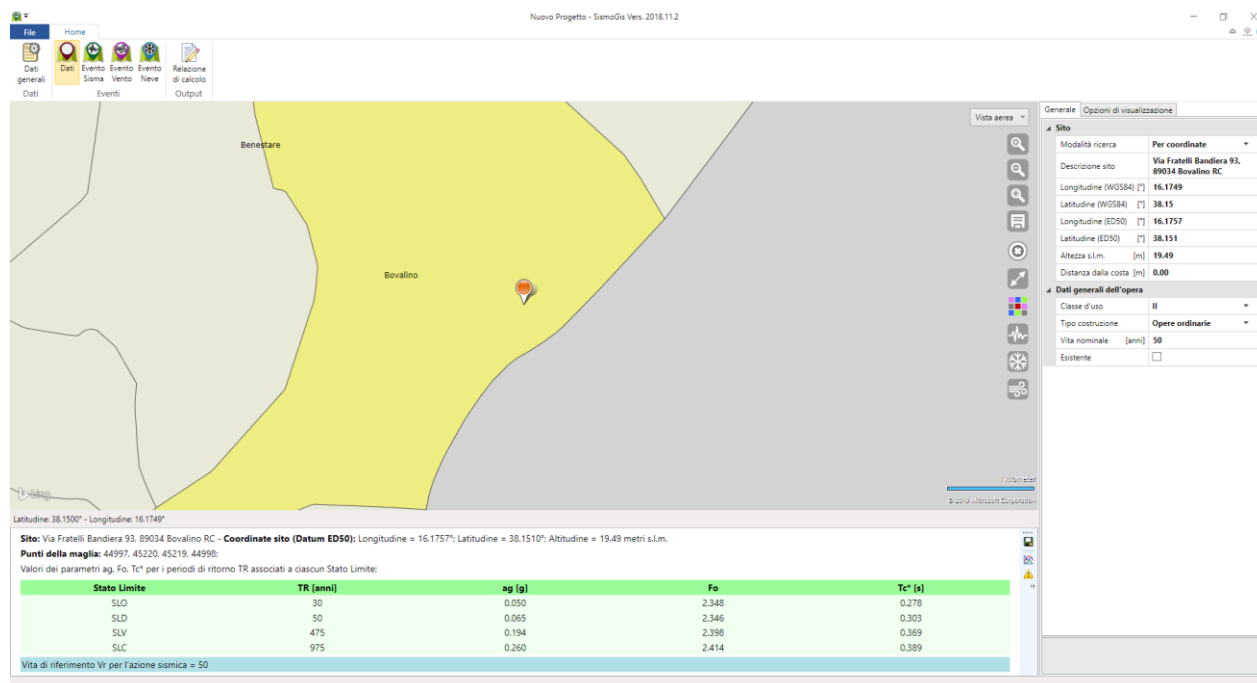 Nuovo Progetto - SismoGis Vers. 2018.11.2
File Home
Dati generali
Dati
Evento Sisma
Evento Vento
Evento Neve
Relazione di calcolo
Dati Eventi Output
Vista aerea
Benestare
Bovalino
bing
© 2018 Microsoft Corporation
Latitudine: 38.1500° - Longitudine: 16.1749°
Generale Opzioni di visualizzazione
Sito
Modalità ricerca Per coordinate
Descrizione sito Via Fratelli Bandiera 93, 89034 Bovalino RC
Longitudine (WGS84) [°] 16.1749
Latitudine (WGS84) [°] 38.15
Longitudine (ED50) [°] 16.1757
Latitudine (ED50) [°] 38.151
Altezza s.l.m. [m] 19.49
Distanza dalla costa [m] 0.00
Dati generali dell'opera
Classe d'uso II
Tipo costruzione Opere ordinarie
Vita nominale [anni] 50
Esistente
Sito: Via Fratelli Bandiera 93, 89034 Bovalino RC - Coordinate sito (Datum ED50): Longitudine = 16.1757°; Latitudine = 38.1510°; Altitudine = 19.49 metri s.l.m.
Punti della maglia: 44997, 45220, 45219, 44998;
Valori dei parametri ag, Fo, Tc* per i periodi di ritorno TR associati a ciascun Stato Limite:
Stato Limite TR [anni] ag [g] Fo Tc* [s]
SLO 30 0.050 2.348 0.278
SLD 50 0.065 2.346 0.303
SLV 475 0.194 2.398 0.369
SLC 975 0.260 2.414 0.389
Vita di riferimento Vr per l'azione sismica = 50